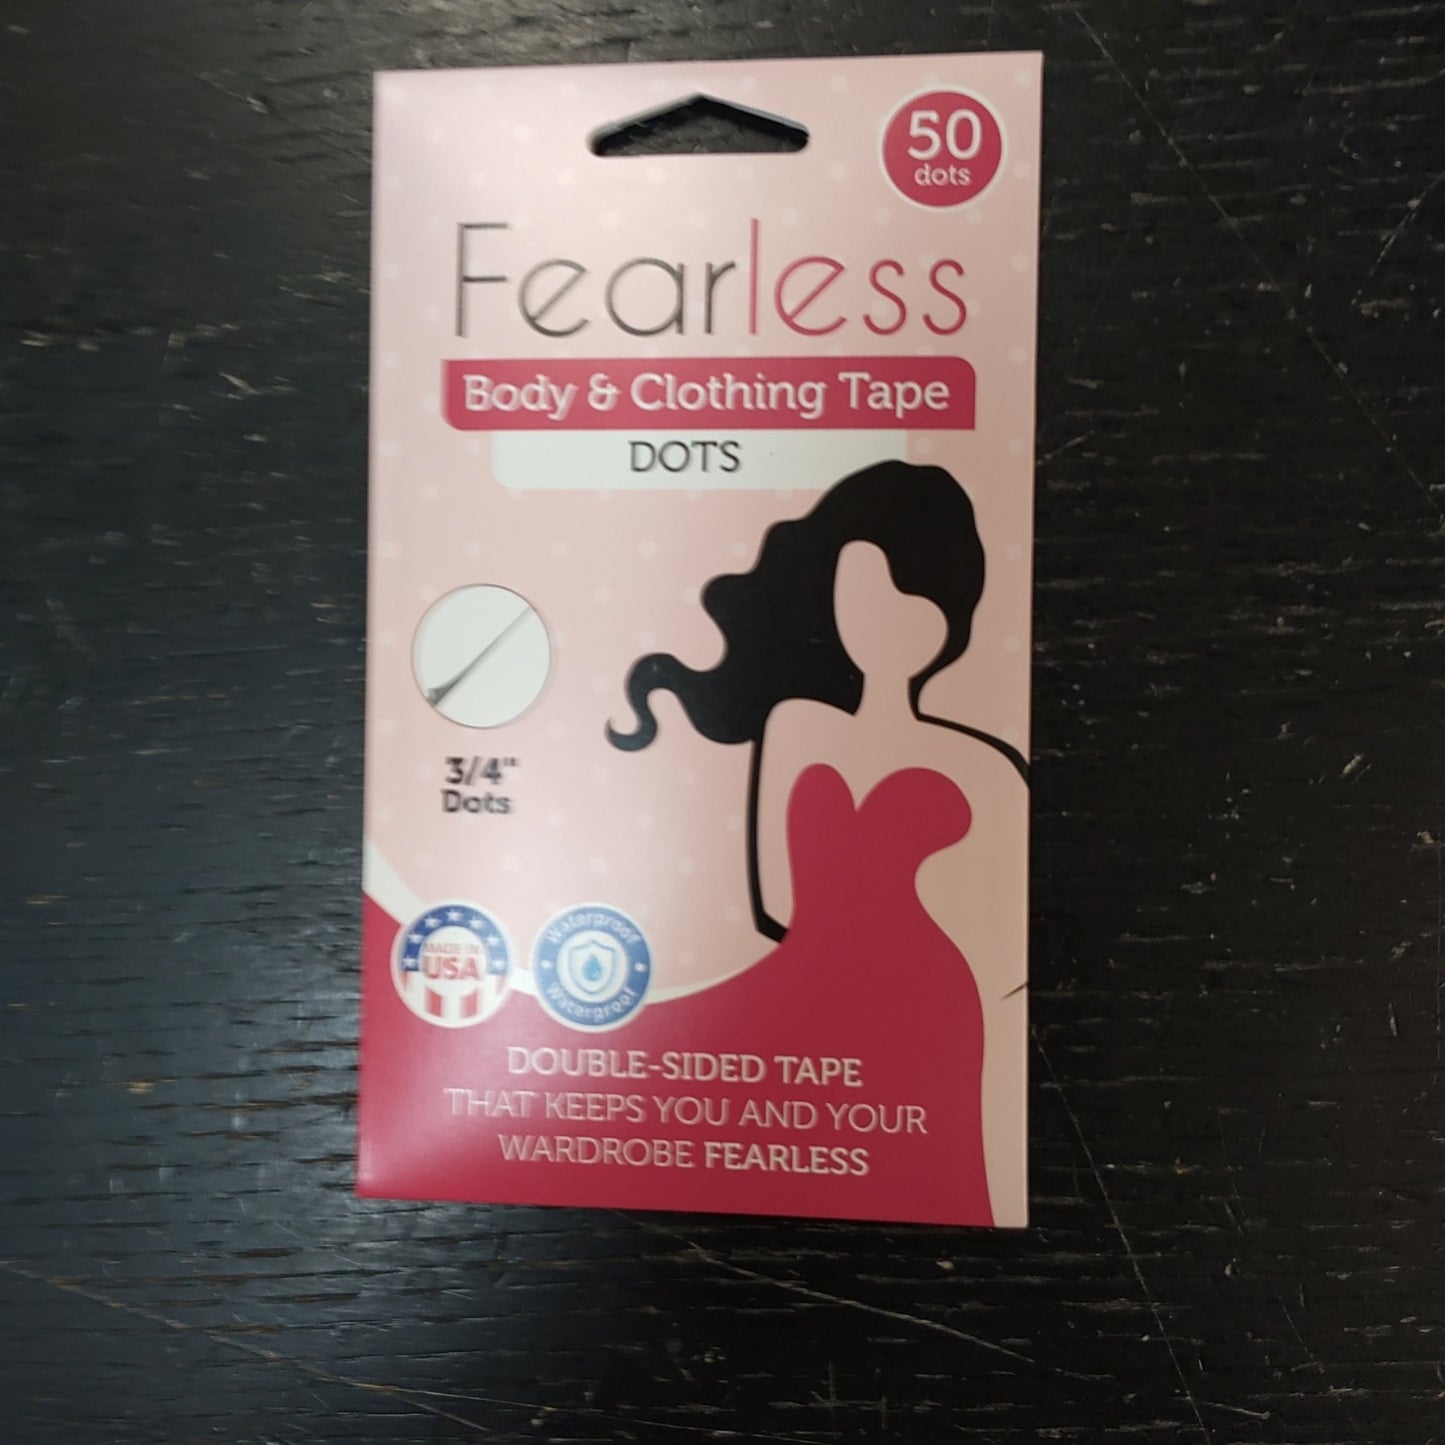 50
dots
Fearless
Body & Clothing Tape
DOTS
3/4"
Dots
MADE IN
USA
Waterproof
Waterproof
DOUBLE-SIDED TAPE
THAT KEEPS YOU AND YOUR
WARDROBE FEARLESS